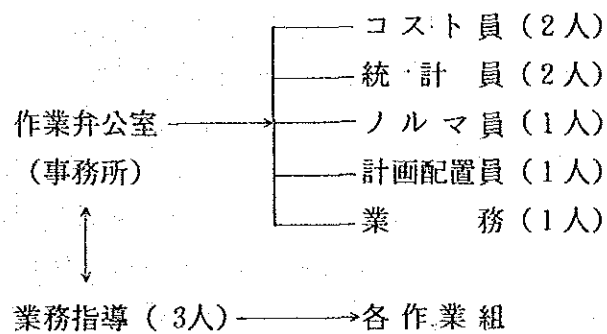 コスト員（2人）
統計員（2人）
作業弁公室
ノルマ員（1人）
（事務所）
計画配置員（1人）
業務（1人）
業務指導（3人）
各作業組